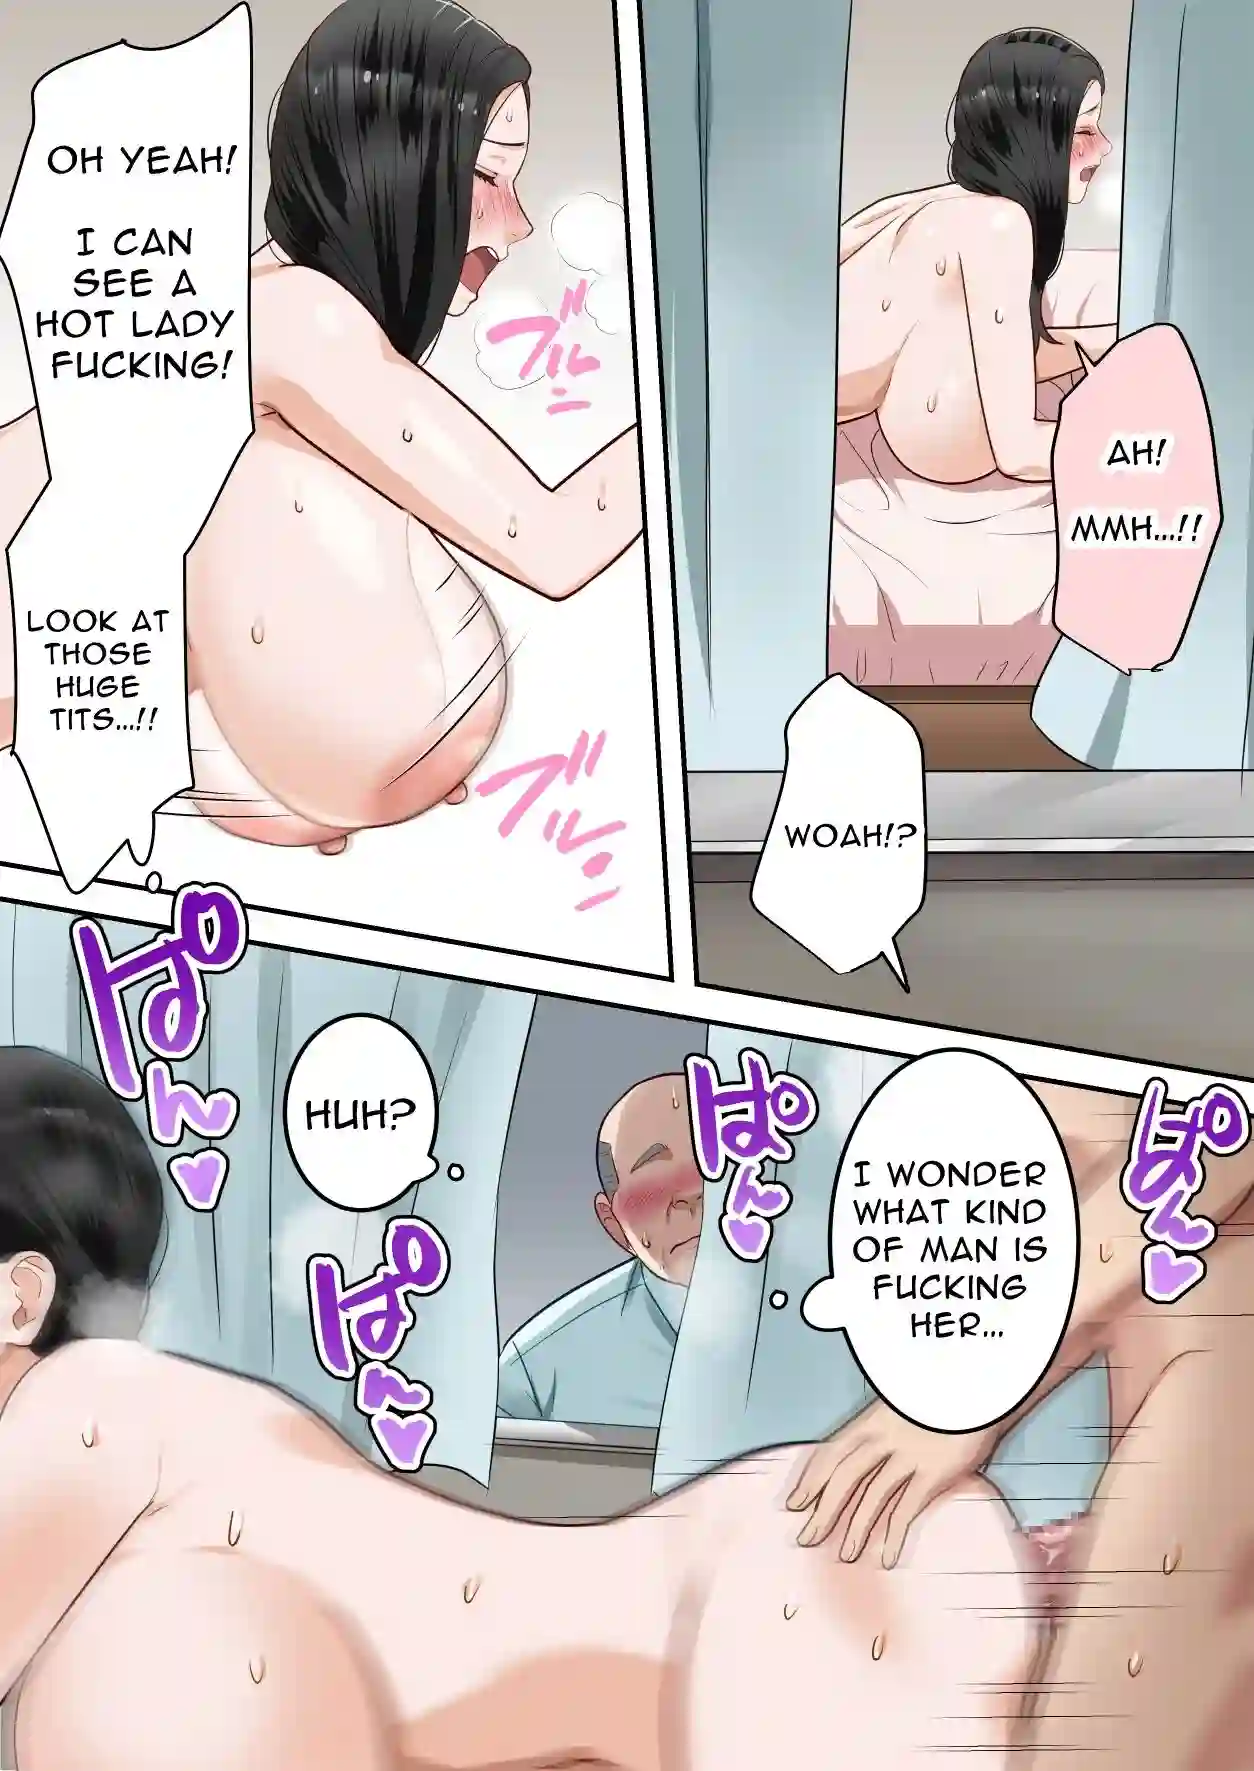 AH!
MMH...!!
WOAH!?
OH YEAH!
I CAN
SEE A
HOT LADY
FUCKING!
LOOK AT
THOSE
HUGE
TITS...!!
ブルン
ブルルン
I WONDER
WHAT KIND
OF MAN IS
FUCKING
HER...
HUH?
ぱん
ぱん
ぱん
ぱん